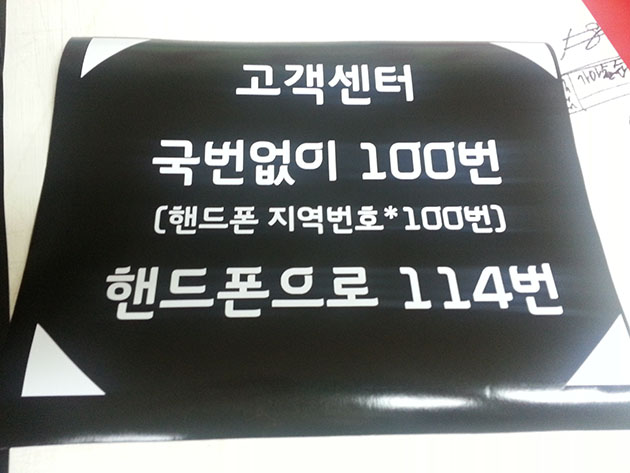 고객센터
국번없이 100번
(핸드폰 지역번호*100번)
핸드폰으로 114번